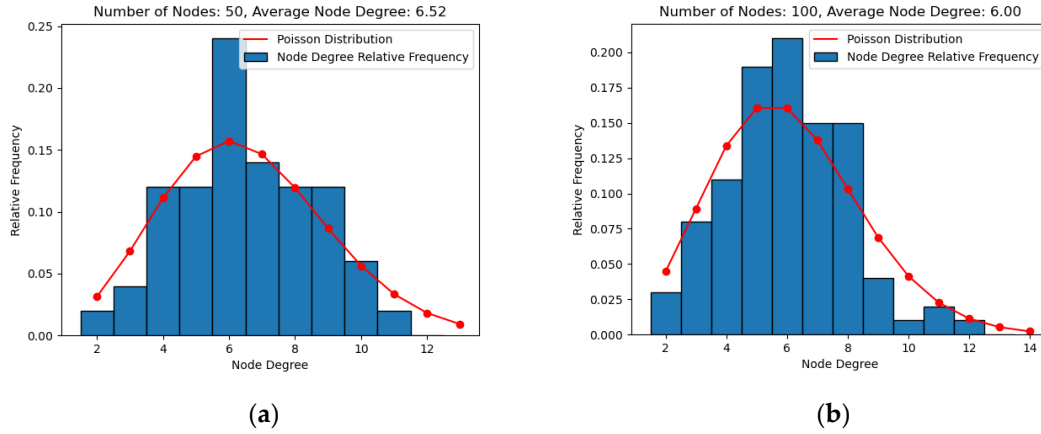 Number of Nodes: 50, Average Node Degree: 6.52
0.25
0.20
0.15
0.10
0.05
0.00
Relative Frequency
Poisson Distribution
Node Degree Relative Frequency
2 4 6 8 10 12
Node Degree
(a)
Number of Nodes: 100, Average Node Degree: 6.00
0.200
0.175
0.150
0.125
0.100
0.075
0.050
0.025
0.000
Relative Frequency
Poisson Distribution
Node Degree Relative Frequency
2 4 6 8 10 12 14
Node Degree
(b)